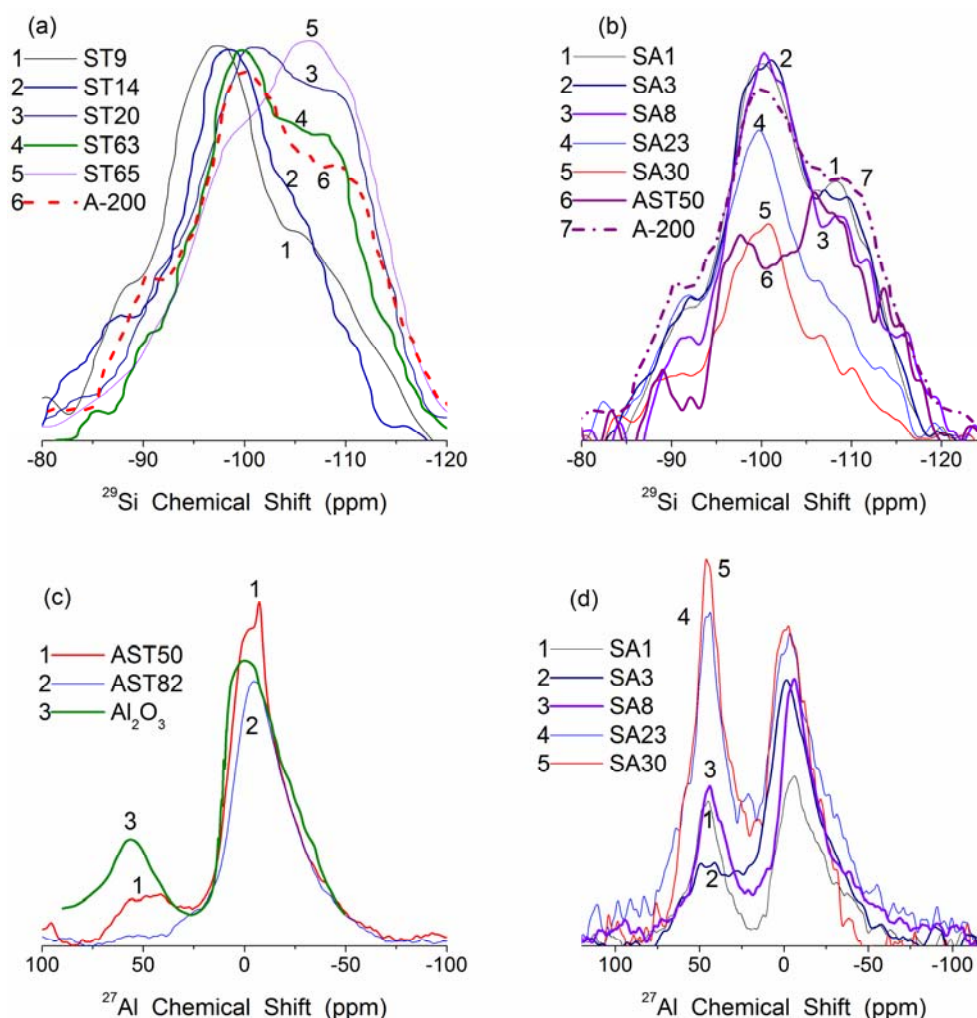 (a)
1 ST9
2 ST14
3 ST20
4 ST63
5 ST65
6 A-200
5
3
4
6
2
1
-80 -90 -100 -110 -120
²⁹Si Chemical Shift (ppm)
(b)
1 SA1
2 SA3
3 SA8
4 SA23
5 SA30
6 AST50
7 A-200
2
4
1
7
5
3
6
-80 -90 -100 -110 -120
²⁹Si Chemical Shift (ppm)
(c)
1 AST50
2 AST82
3 Al₂O₃
1
2
3
1
100 50 0 -50 -100
²⁷Al Chemical Shift (ppm)
(d)
1 SA1
2 SA3
3 SA8
4 SA23
5 SA30
5
4
3
1
2
100 50 0 -50 -100
²⁷Al Chemical Shift (ppm)